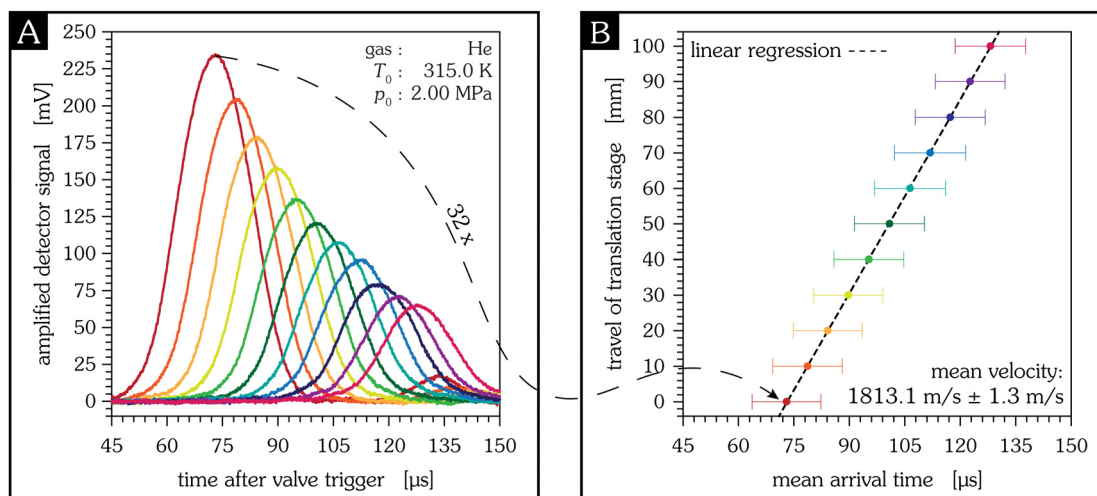 A
amplified detector signal [mV]
250
225
200
175
150
125
100
75
50
25
0
gas : He
T0 : 315.0 K
p0 : 2.00 MPa
32 x
45 60 75 90 105 120 135 150
time after valve trigger [µs]
B
travel of translation stage [mm]
100
90
80
70
60
50
40
30
20
10
0
linear regression ----
mean velocity:
1813.1 m/s ± 1.3 m/s
45 60 75 90 105 120 135 150
mean arrival time [µs]